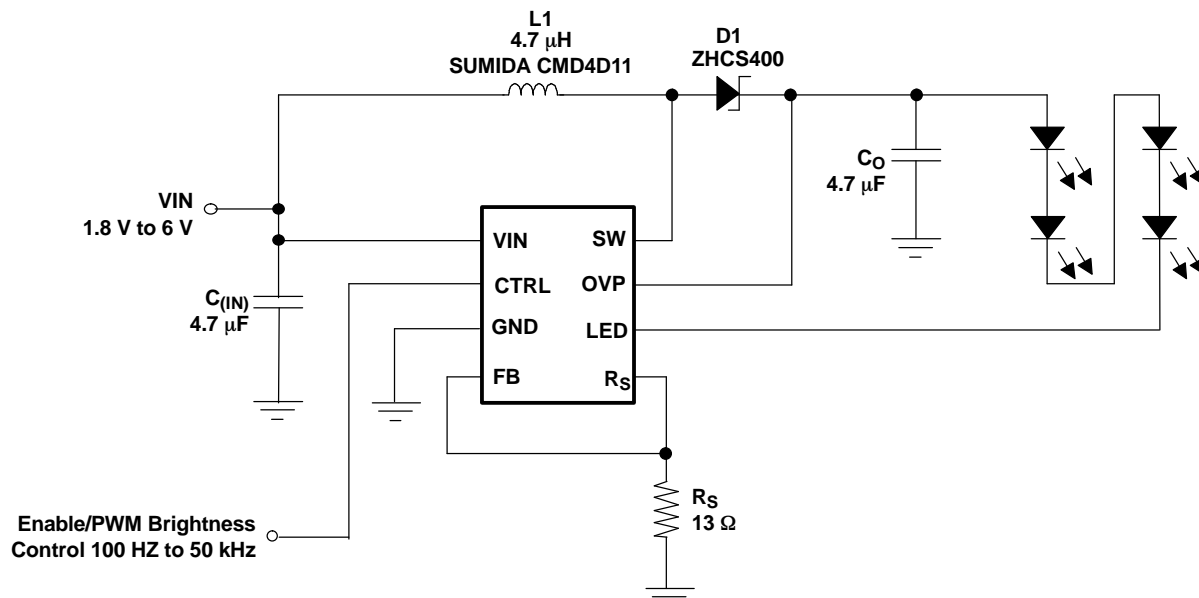 L1
4.7 μH
SUMIDA CMD4D11
D1
ZHCS400
CO
4.7 μF
VIN
1.8 V to 6 V
C(IN)
4.7 μF
VIN
SW
CTRL
OVP
GND
LED
FB
RS
RS
13 Ω
Enable/PWM Brightness
Control 100 HZ to 50 kHz